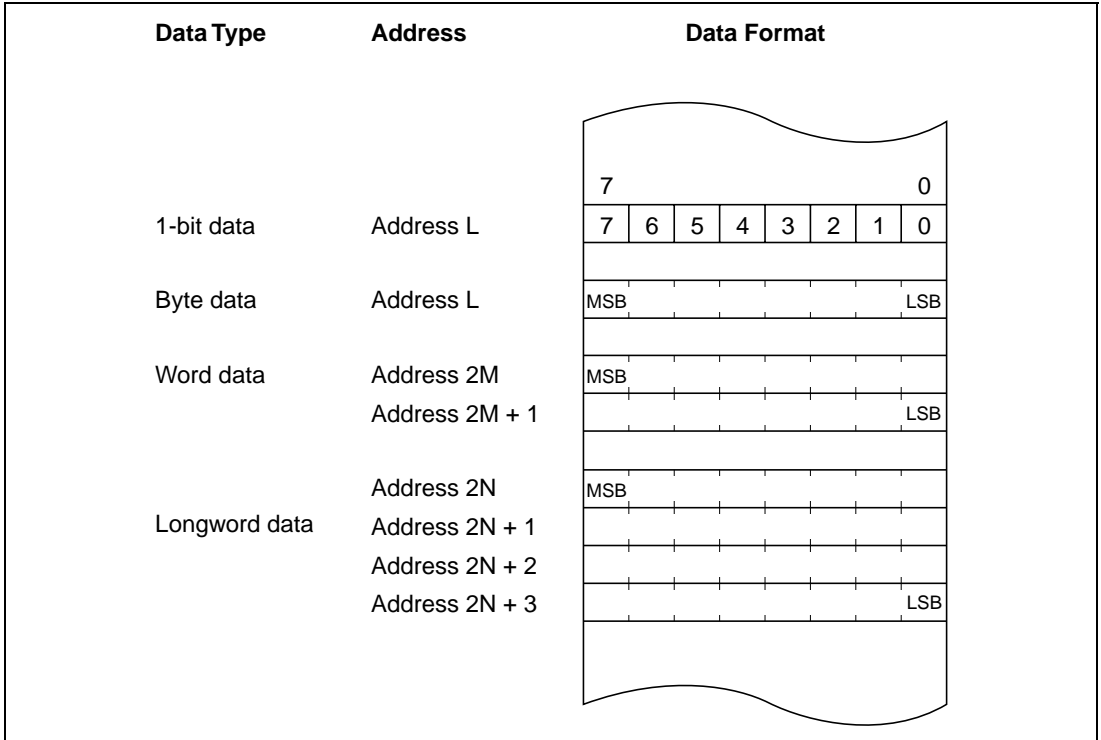 Data Type Address Data Format
7 0
1-bit data Address L 7 6 5 4 3 2 1 0
Byte data Address L MSB LSB
Word data Address 2M MSB
Address 2M + 1 LSB
Address 2N MSB
Longword data Address 2N + 1
Address 2N + 2
Address 2N + 3 LSB